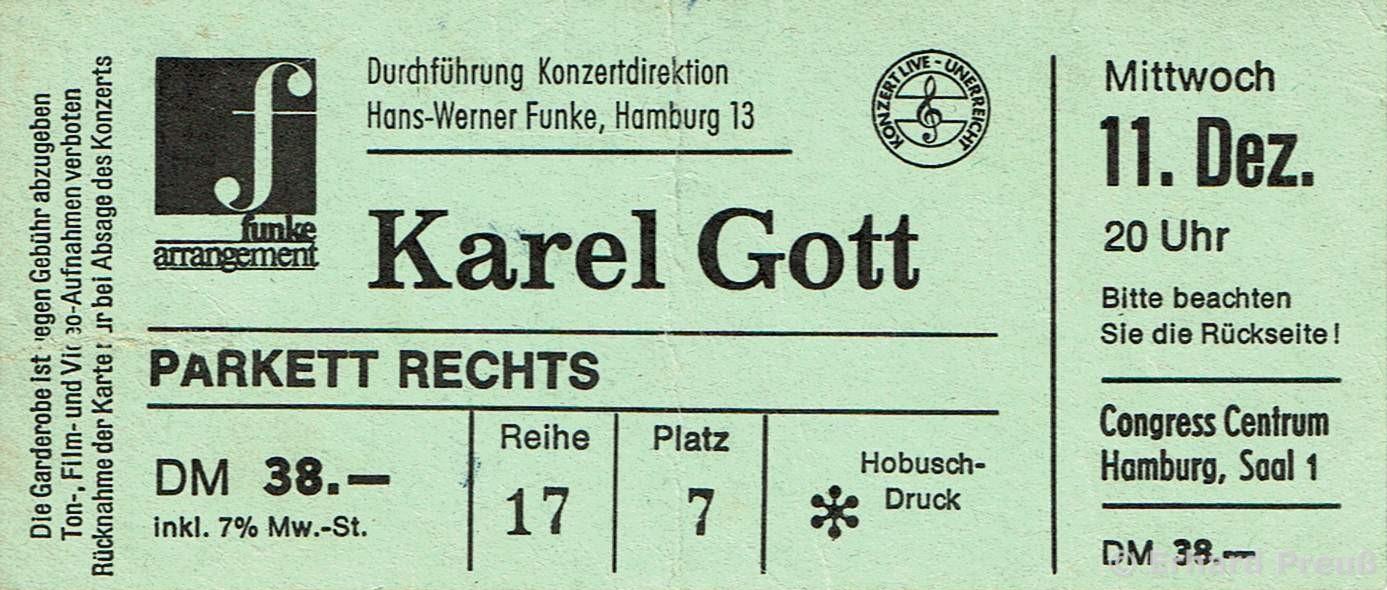 Die Garderobe ist gegen Gebühr abzugeben
Ton-, Film- und Video-Aufnahmen verboten
Rücknahme der Karte nur bei Absage des Konzerts
f
funke
arrangement
Durchführung Konzertdirektion
Hans-Werner Funke, Hamburg 13
KONZERT LIVE - UNERREICHT
Karel Gott
PARKETT RECHTS
DM 38.—
inkl. 7% Mw.-St.
Reihe
17
Platz
7
Hobusch-
Druck
Mittwoch
11. Dez.
20 Uhr
Bitte beachten
Sie die Rückseite!
Congress Centrum
Hamburg, Saal 1
DM 38.—
© Erhard Preuß